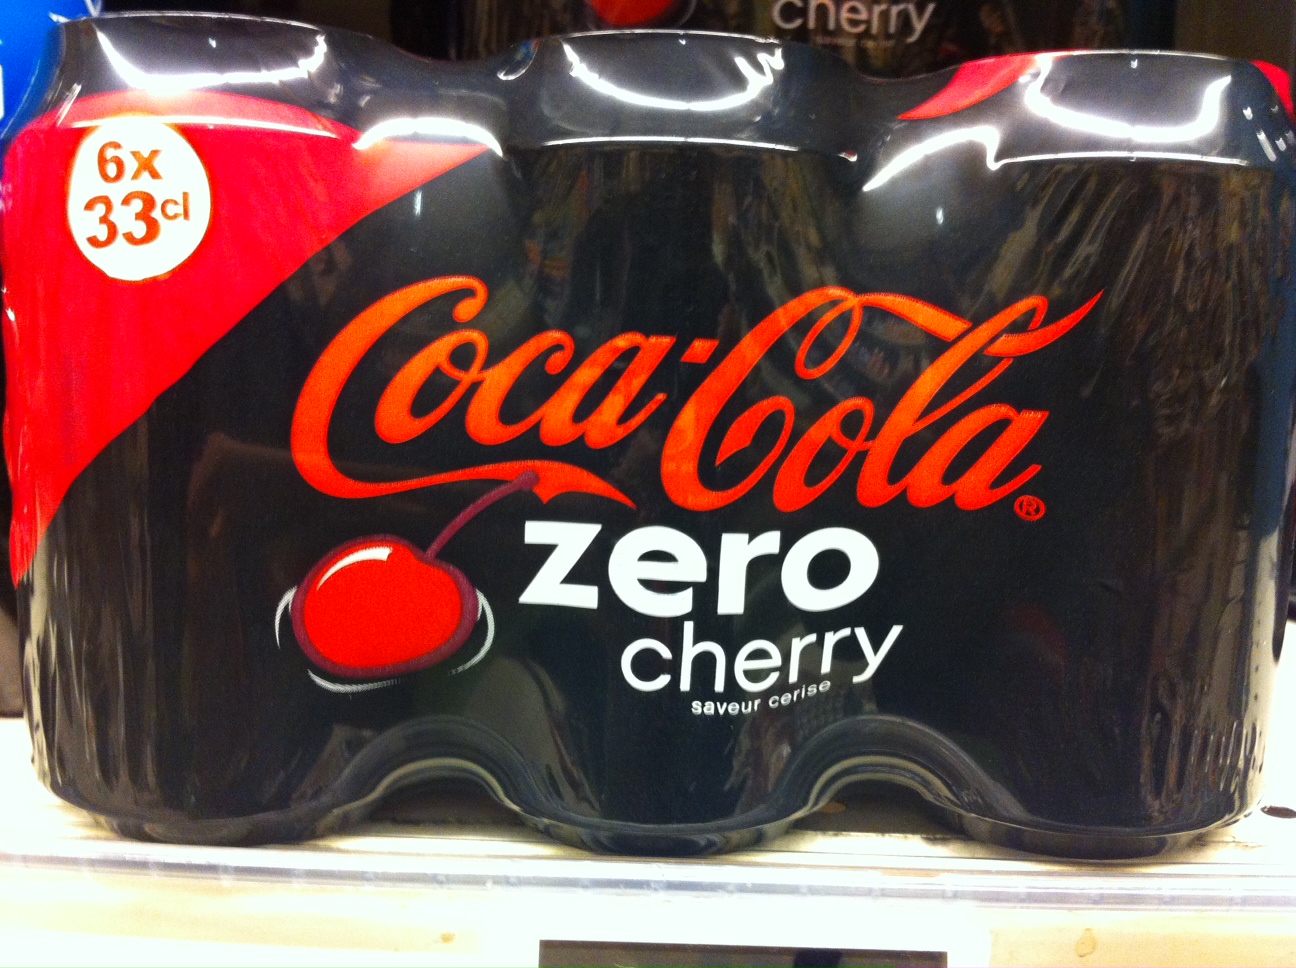 cherry
6x
33cl
Coca-Cola®
zero
cherry
saveur cerise